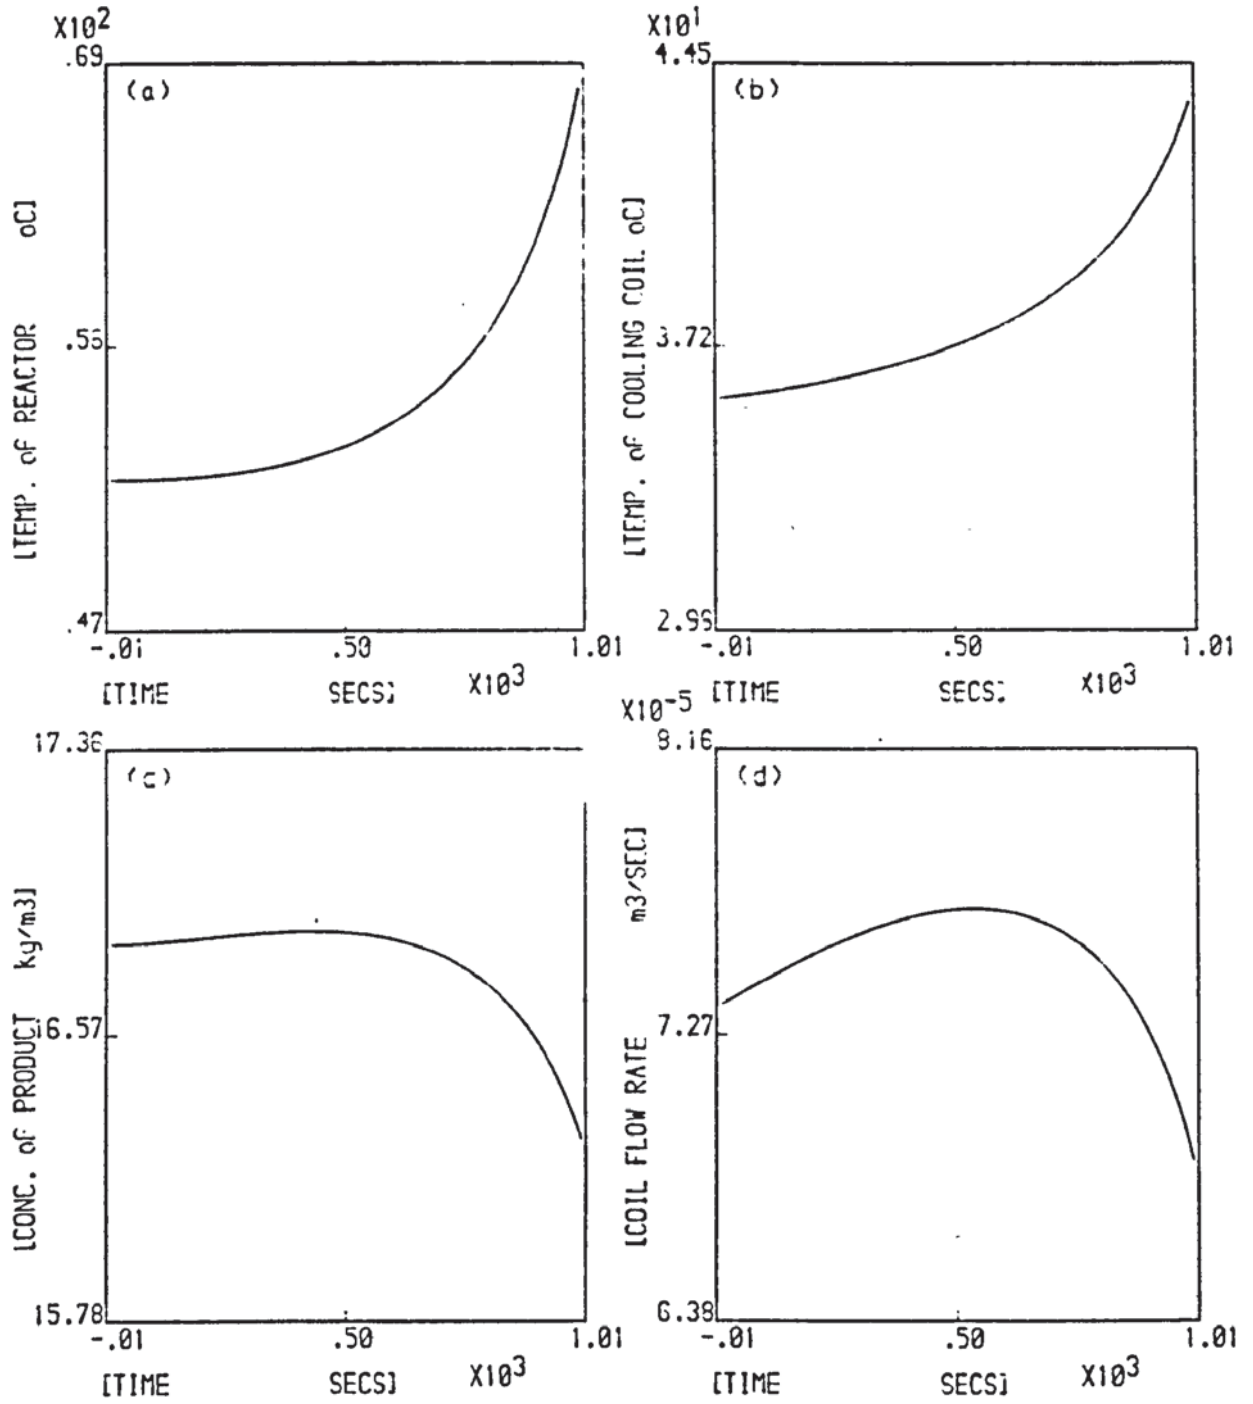 X10² X10¹
.69 4.45
(a) (b)
[TEMP. of REACTOR oC]
[TEMP. of COOLING COIL oC]
.58 3.72
.47 2.99
-.01 .50 1.01 -.01 .50 1.01
[TIME SECS] X10³ [TIME SECS] X10³
X10⁻⁵
17.36 8.16
(c) (d)
[CONC. of PRODUCT kg/m3]
[COIL FLOW RATE m3/SEC]
16.57 7.27
15.78 6.38
-.01 .50 1.01 -.01 .50 1.01
[TIME SECS] X10³ [TIME SECS] X10³